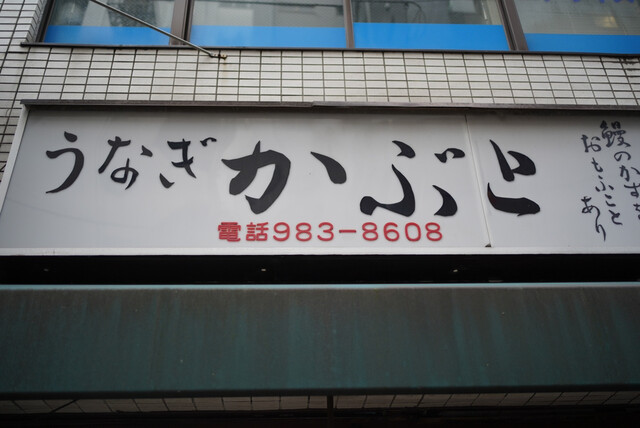 うなぎ かぶと
電話983-8608
鰻のかぶと
おもふこと
あり